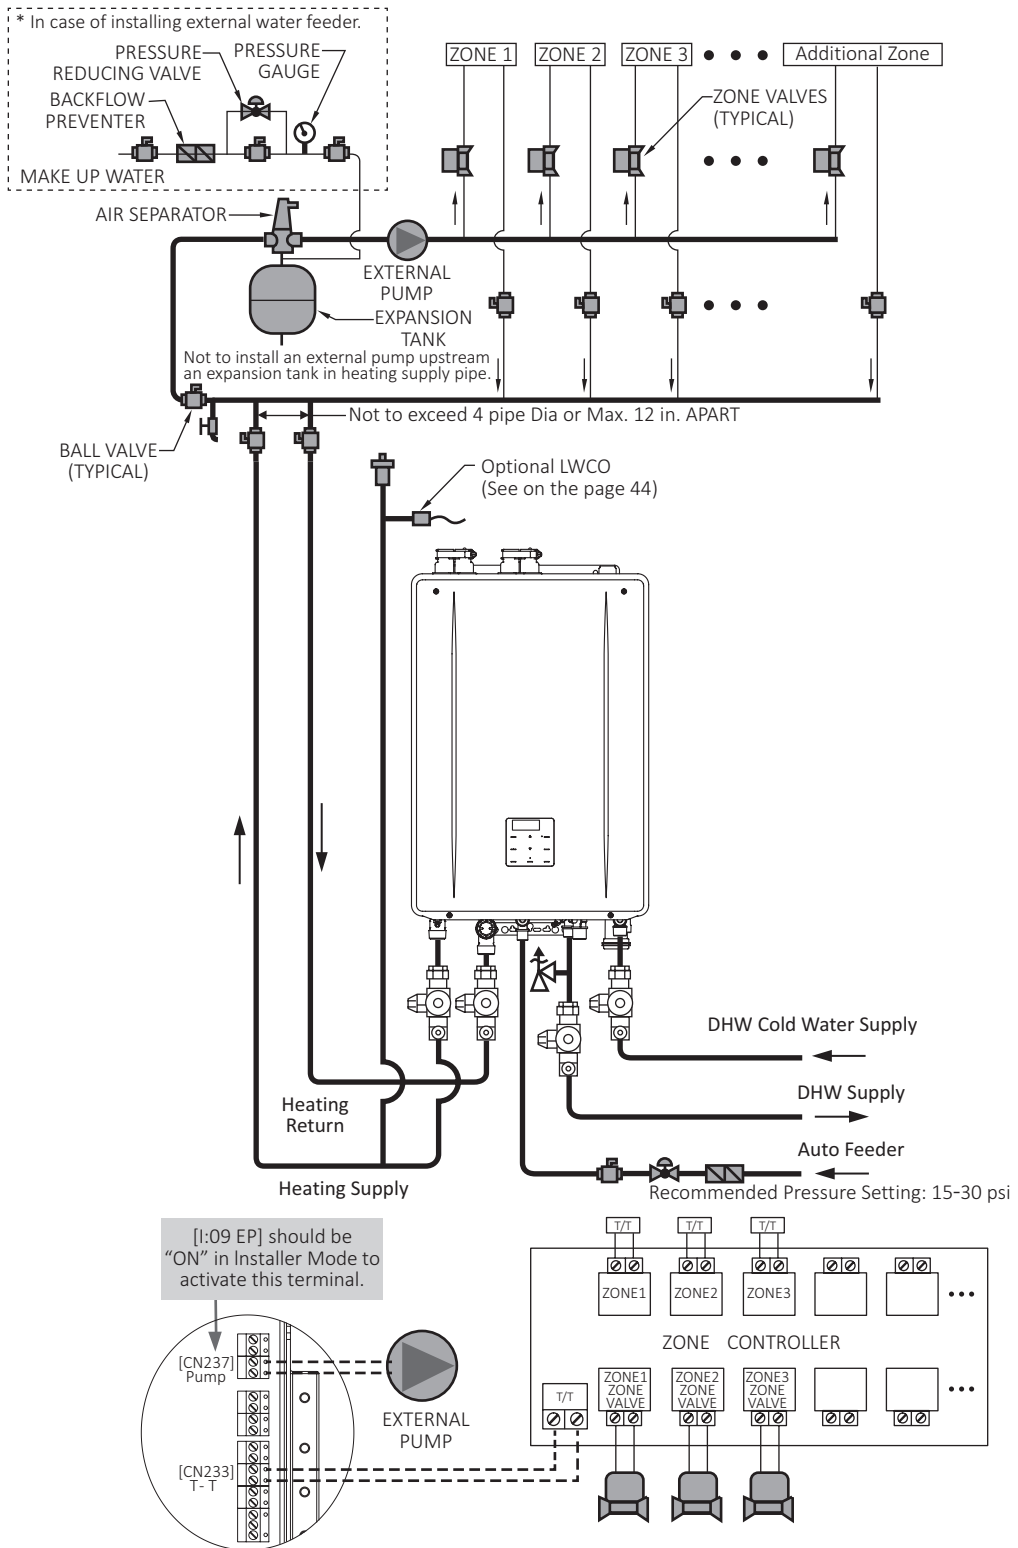 * In case of installing external water feeder.
PRESSURE
REDUCING VALVE
PRESSURE
GAUGE
BACKFLOW
PREVENTER
MAKE UP WATER
ZONE 1
ZONE 2
ZONE 3
Additional Zone
ZONE VALVES
(TYPICAL)
AIR SEPARATOR
EXTERNAL
PUMP
EXPANSION
TANK
Not to install an external pump upstream
an expansion tank in heating supply pipe.
Not to exceed 4 pipe Dia or Max. 12 in. APART
BALL VALVE
(TYPICAL)
Optional LWCO
(See on the page 44)
DHW Cold Water Supply
DHW Supply
Heating
Return
Auto Feeder
Heating Supply
Recommended Pressure Setting: 15-30 psi
[I:09 EP] should be
“ON” in Installer Mode to
activate this terminal.
[CN237]
Pump
EXTERNAL
PUMP
[CN233]
T- T
T/T
T/T
T/T
ZONE1
ZONE2
ZONE3
ZONE CONTROLLER
T/T
ZONE1
ZONE
VALVE
ZONE2
ZONE
VALVE
ZONE3
ZONE
VALVE